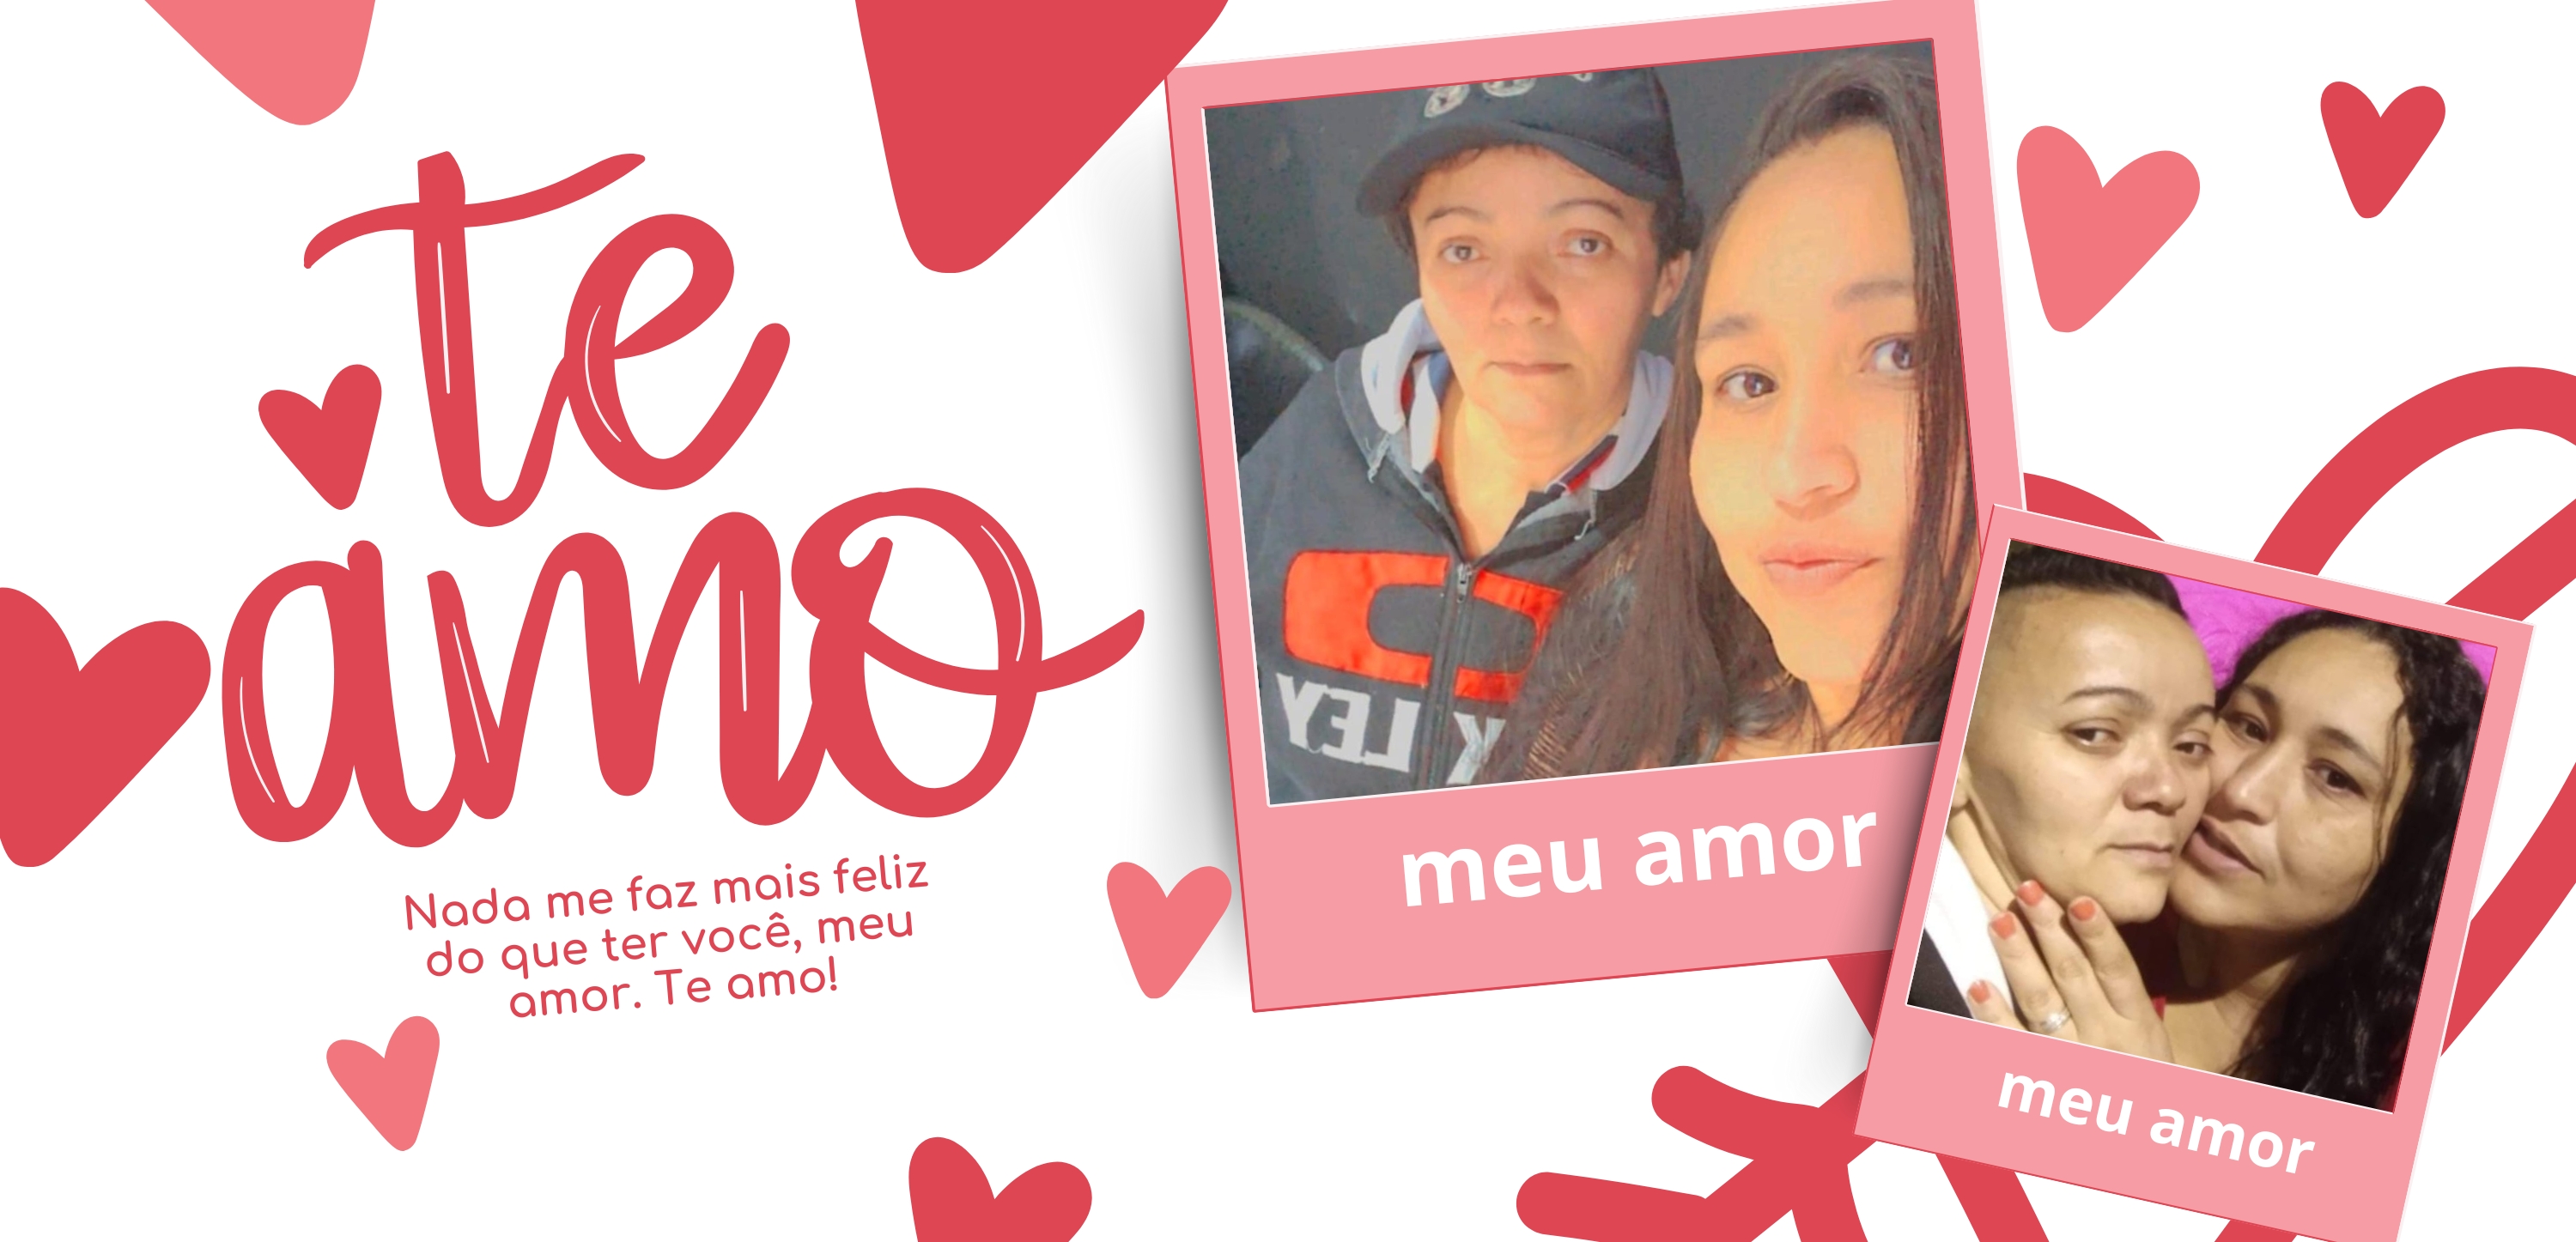 te
amo
Nada me faz mais feliz
do que ter você, meu
amor. Te amo!
meu amor
meu amor